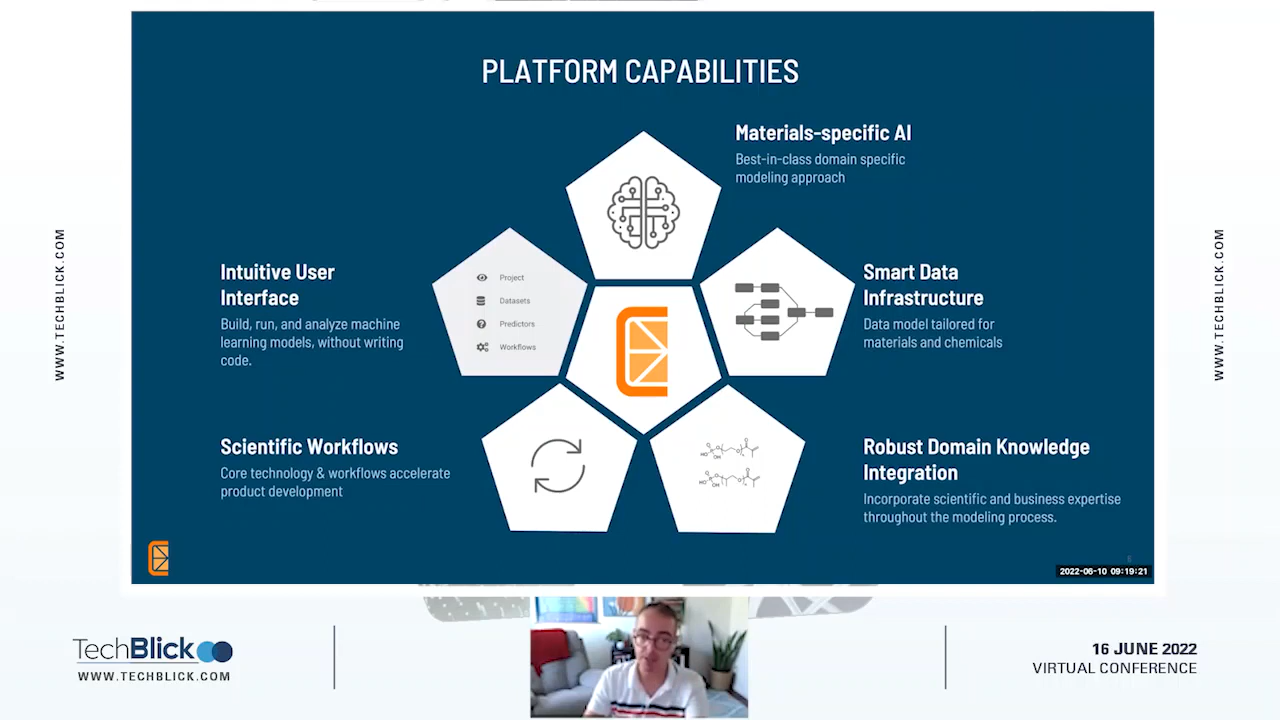 PLATFORM CAPABILITIES
Materials-specific AI
Best-in-class domain specific
modeling approach
Intuitive User
Interface
Build, run, and analyze machine
learning models, without writing
code.
Project
Datasets
Predictors
Workflows
Smart Data
Infrastructure
Data model tailored for
materials and chemicals
Scientific Workflows
Core technology & workflows accelerate
product development
Robust Domain Knowledge
Integration
Incorporate scientific and business expertise
throughout the modeling process.
2022-06-10 09:19:21
WWW.TECHBLICK.COM
WWW.TECHBLICK.COM
TechBlick
WWW.TECHBLICK.COM
16 JUNE 2022
VIRTUAL CONFERENCE